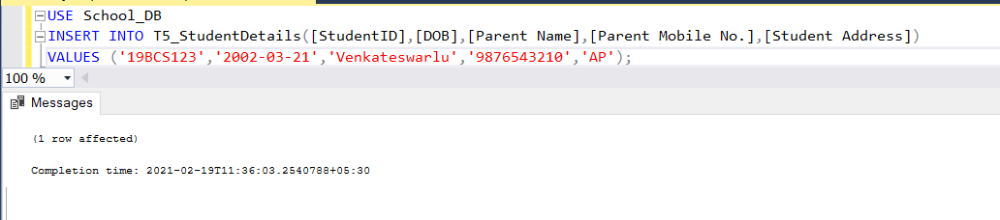 USE School_DB
INSERT INTO T5_StudentDetails([StudentID],[DOB],[Parent Name],[Parent Mobile No.],[Student Address])
VALUES ('19BCS123','2002-03-21','Venkateswarlu','9876543210','AP');
100 %
Messages
(1 row affected)
Completion time: 2021-02-19T11:36:03.2540788+05:30